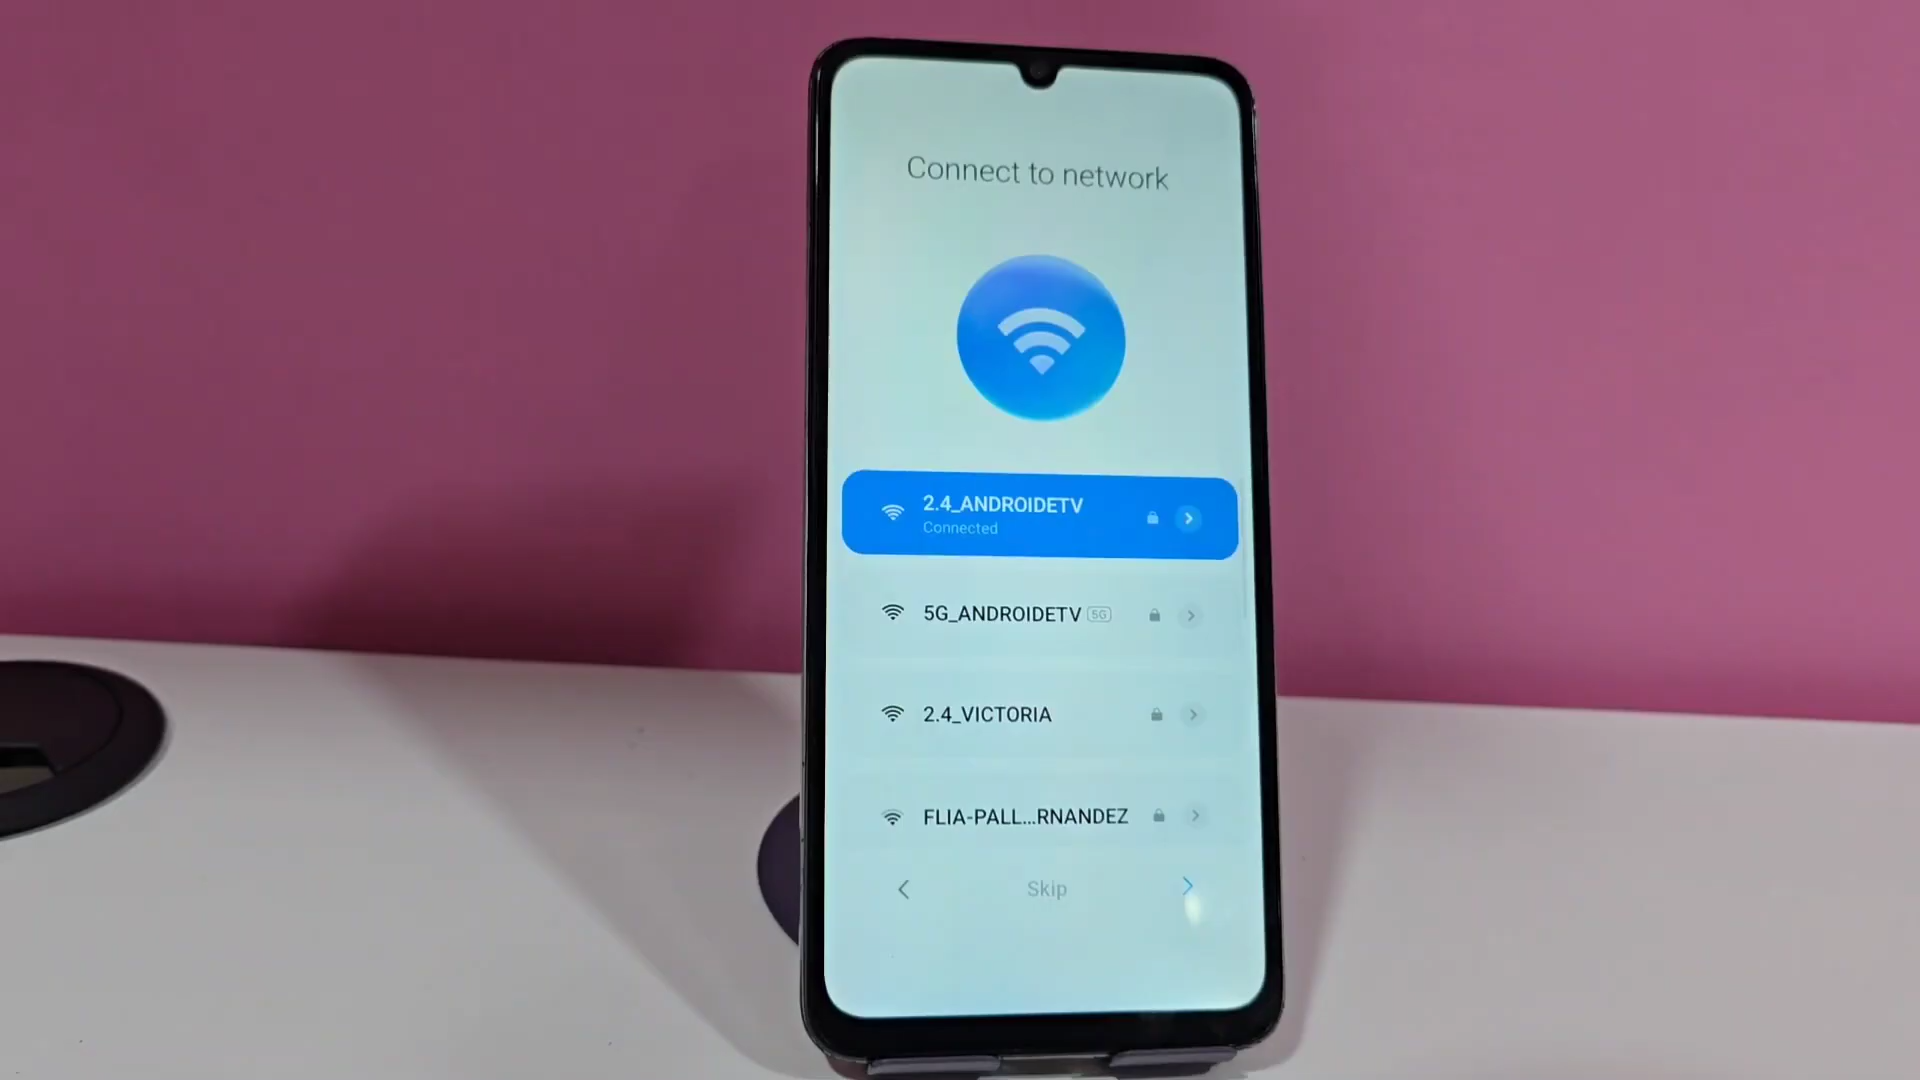 Connect to network
2.4_ANDROIDETV
Connected
5G_ANDROIDETV 5G
2.4_VICTORIA
FLIA-PALL...RNANDEZ
Skip